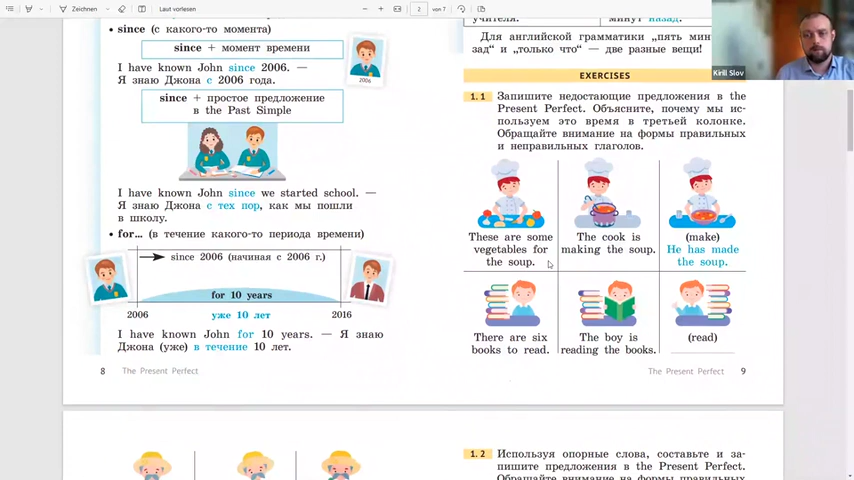 Zeichnen
Laut vorlesen
2
von 7
• since (с какого-то момента)
since + момент времени
I have known John since 2006. —
Я знаю Джона с 2006 года.
2006
since + простое предложение
в the Past Simple
I have known John since we started school. —
Я знаю Джона с тех пор, как мы пошли
в школу.
• for... (в течение какого-то периода времени)
since 2006 (начиная с 2006 г.)
for 10 years
2006
уже 10 лет
2016
I have known John for 10 years. — Я знаю
Джона (уже) в течение 10 лет.
8
The Present Perfect
учителя.
минут назад.
Для английской грамматики „пять мин
зад“ и „только что“ — две разные вещи!
Kirill Slov
EXERCISES
1.1
Запишите недостающие предложения в the
Present Perfect. Объясните, почему мы ис-
пользуем это время в третьей колонке.
Обращайте внимание на формы правильных
и неправильных глаголов.
These are some
vegetables for
the soup.
The cook is
making the soup.
(make)
He has made
the soup.
There are six
books to read.
The boy is
reading the books.
(read)
The Present Perfect
9
1.2
Используя опорные слова, составьте и за-
пишите предложения в the Present Perfect.
Обращайте внимание на формы правильных